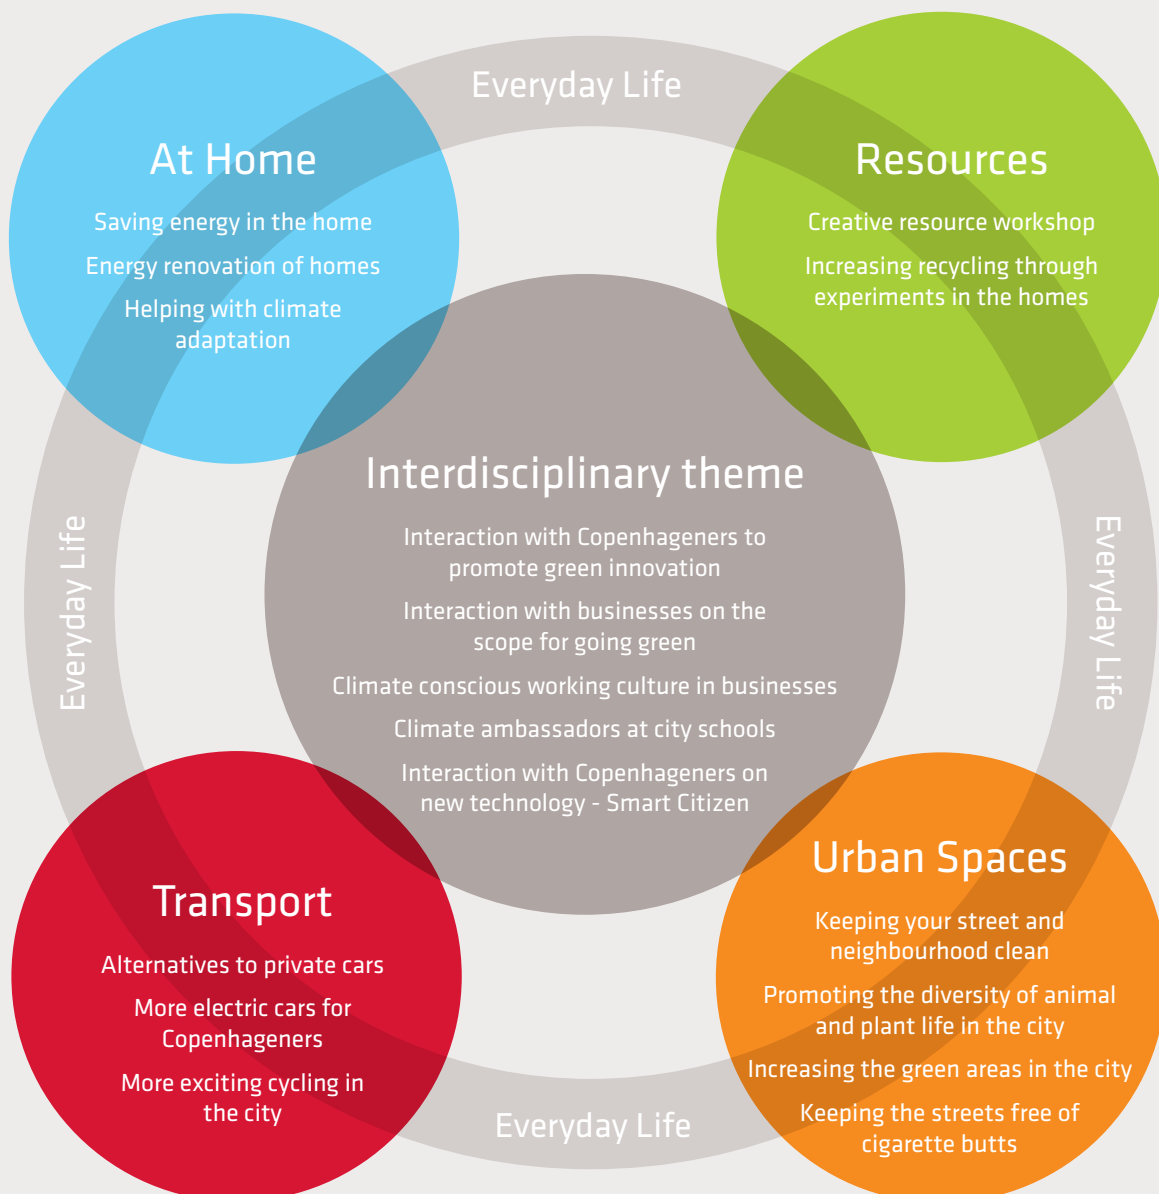 Everyday Life
At Home
Saving energy in the home
Energy renovation of homes
Helping with climate
adaptation
Resources
Creative resource workshop
Increasing recycling through
experiments in the homes
Everyday Life
Interdisciplinary theme
Interaction with Copenhageners to
promote green innovation
Interaction with businesses on the
scope for going green
Climate conscious working culture in businesses
Climate ambassadors at city schools
Interaction with Copenhageners on
new technology - Smart Citizen
Everyday Life
Transport
Alternatives to private cars
More electric cars for
Copenhageners
More exciting cycling in
the city
Urban Spaces
Keeping your street and
neighbourhood clean
Promoting the diversity of animal
and plant life in the city
Increasing the green areas in the city
Keeping the streets free of
cigarette butts
Everyday Life